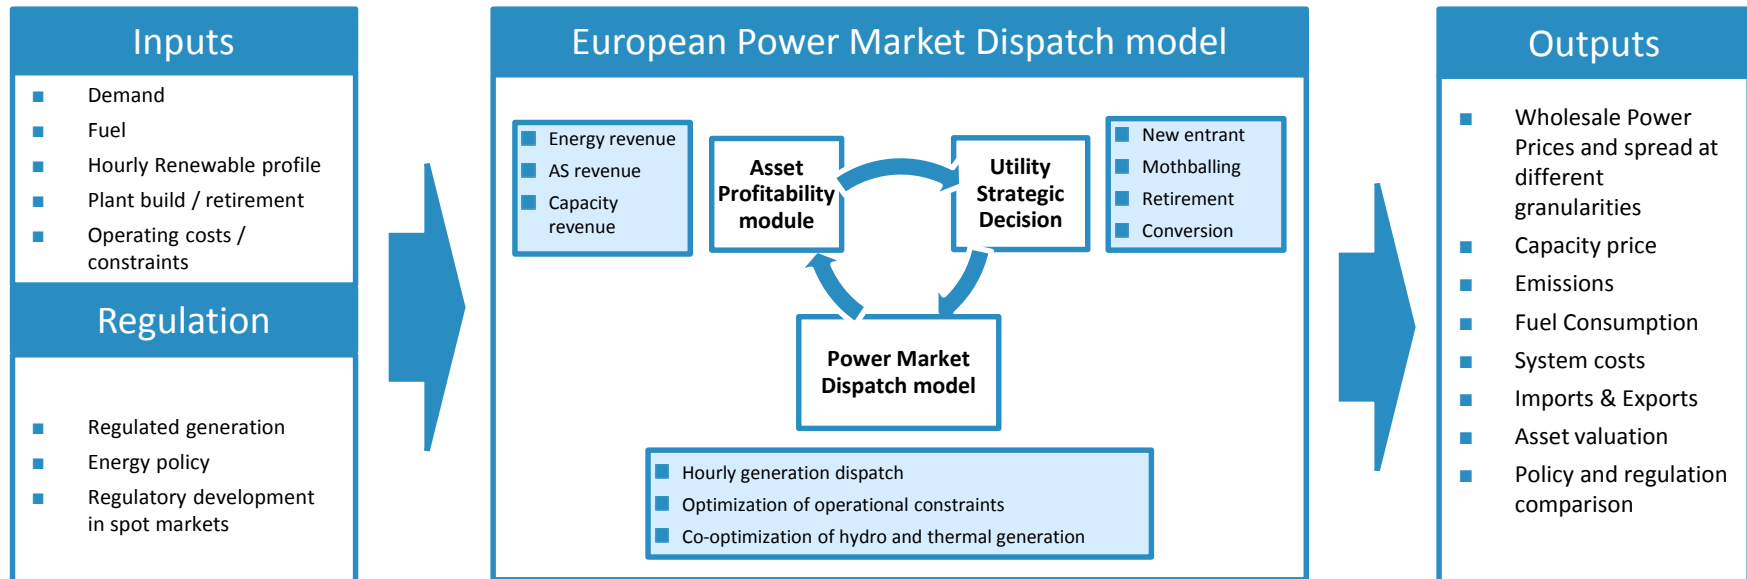 Inputs
Demand
Fuel
Hourly Renewable profile
Plant build / retirement
Operating costs /
constraints
Regulation
Regulated generation
Energy policy
Regulatory development
in spot markets
European Power Market Dispatch model
Energy revenue
AS revenue
Capacity
revenue
Asset
Profitability
module
Utility
Strategic
Decision
New entrant
Mothballing
Retirement
Conversion
Power Market
Dispatch model
Hourly generation dispatch
Optimization of operational constraints
Co-optimization of hydro and thermal generation
Outputs
Wholesale Power
Prices and spread at
different
granularities
Capacity price
Emissions
Fuel Consumption
System costs
Imports & Exports
Asset valuation
Policy and regulation
comparison